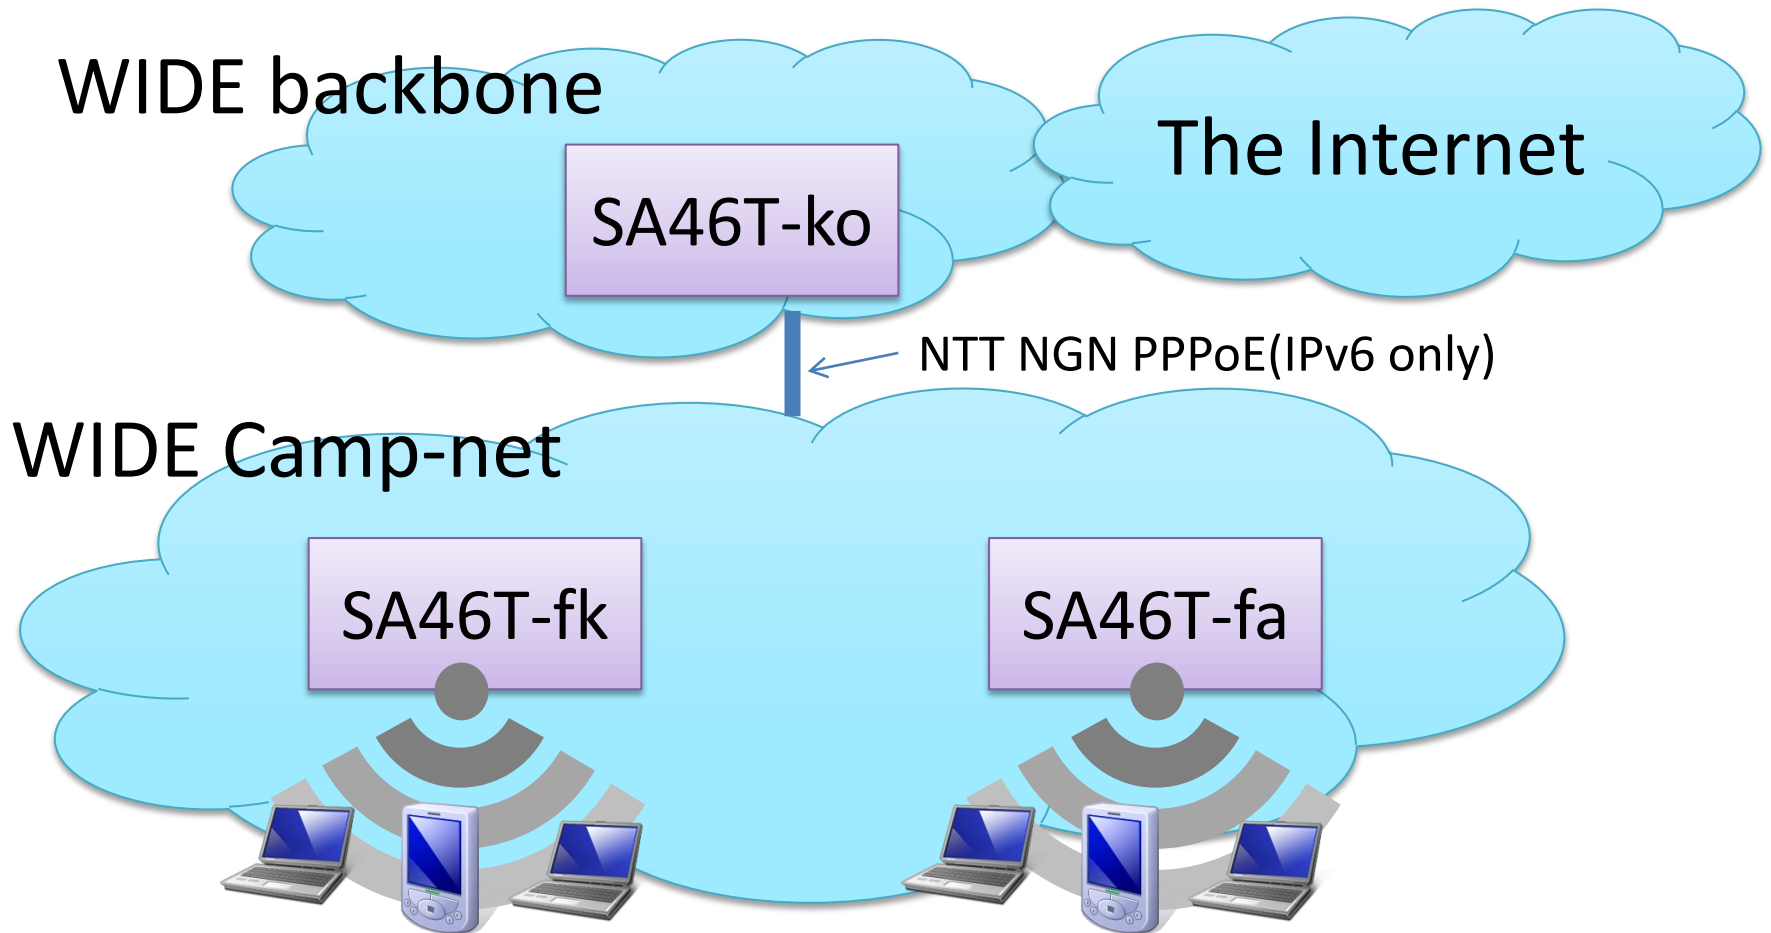 WIDE backbone
The Internet
SA46T-ko
NTT NGN PPPoE(IPv6 only)
WIDE Camp-net
SA46T-fk
SA46T-fa